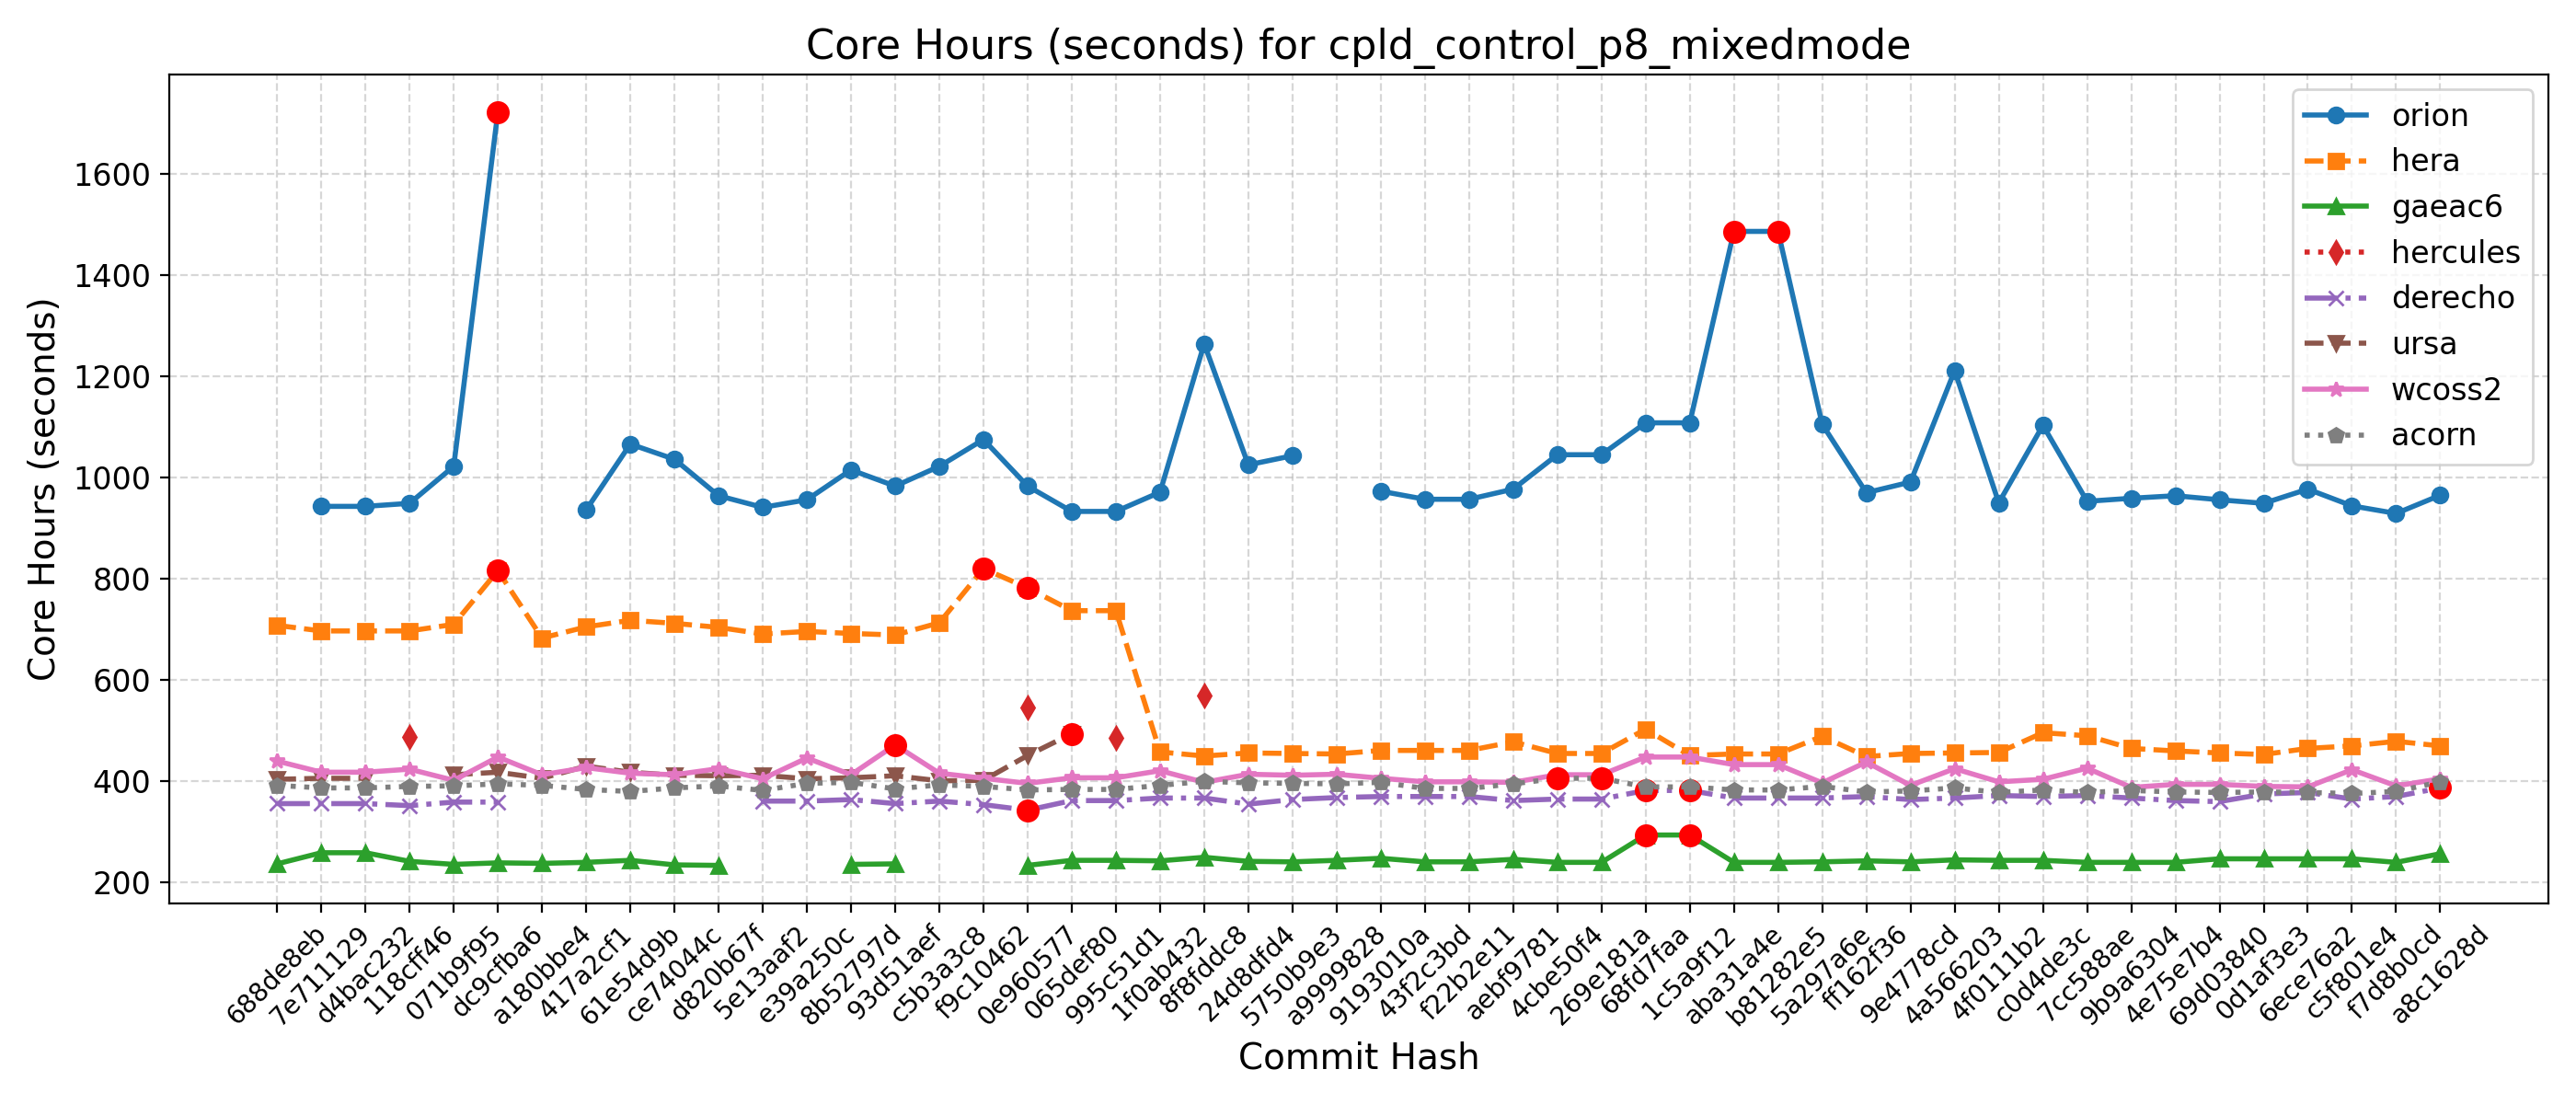 Core Hours (seconds) for cpld_control_p8_mixedmode
Core Hours (seconds)
1600
1400
1200
1000
800
600
400
200
orion
hera
gaeac6
hercules
derecho
ursa
wcoss2
acorn
688de8eb
7e711129
d4bac232
118cff46
071b9f95
dc9cfba6
a180bbe4
417a2cf1
61e54d9b
ce74044c
d820b67f
5e13aaf2
e39a250c
8b52797d
93d51aef
c5b3a3c8
f9c10462
0e960577
065def80
995c51d1
1f0ab432
8f8fddc8
24d8dfd4
5750b9e3
a9999828
9193010a
43f2c3bd
f22b2e11
aebf9781
4cbe50f4
269e181a
68fd7faa
1c5a9f12
aba31a4e
b81282e5
5a297a6e
ff162f36
9e4778cd
4a566203
4f0111b2
c0d4de3c
7cc588ae
9b9a6304
4e75e7b4
69d03840
0d1af3e3
6ece76a2
c5f801e4
f7d8b0cd
a8c1628d
Commit Hash